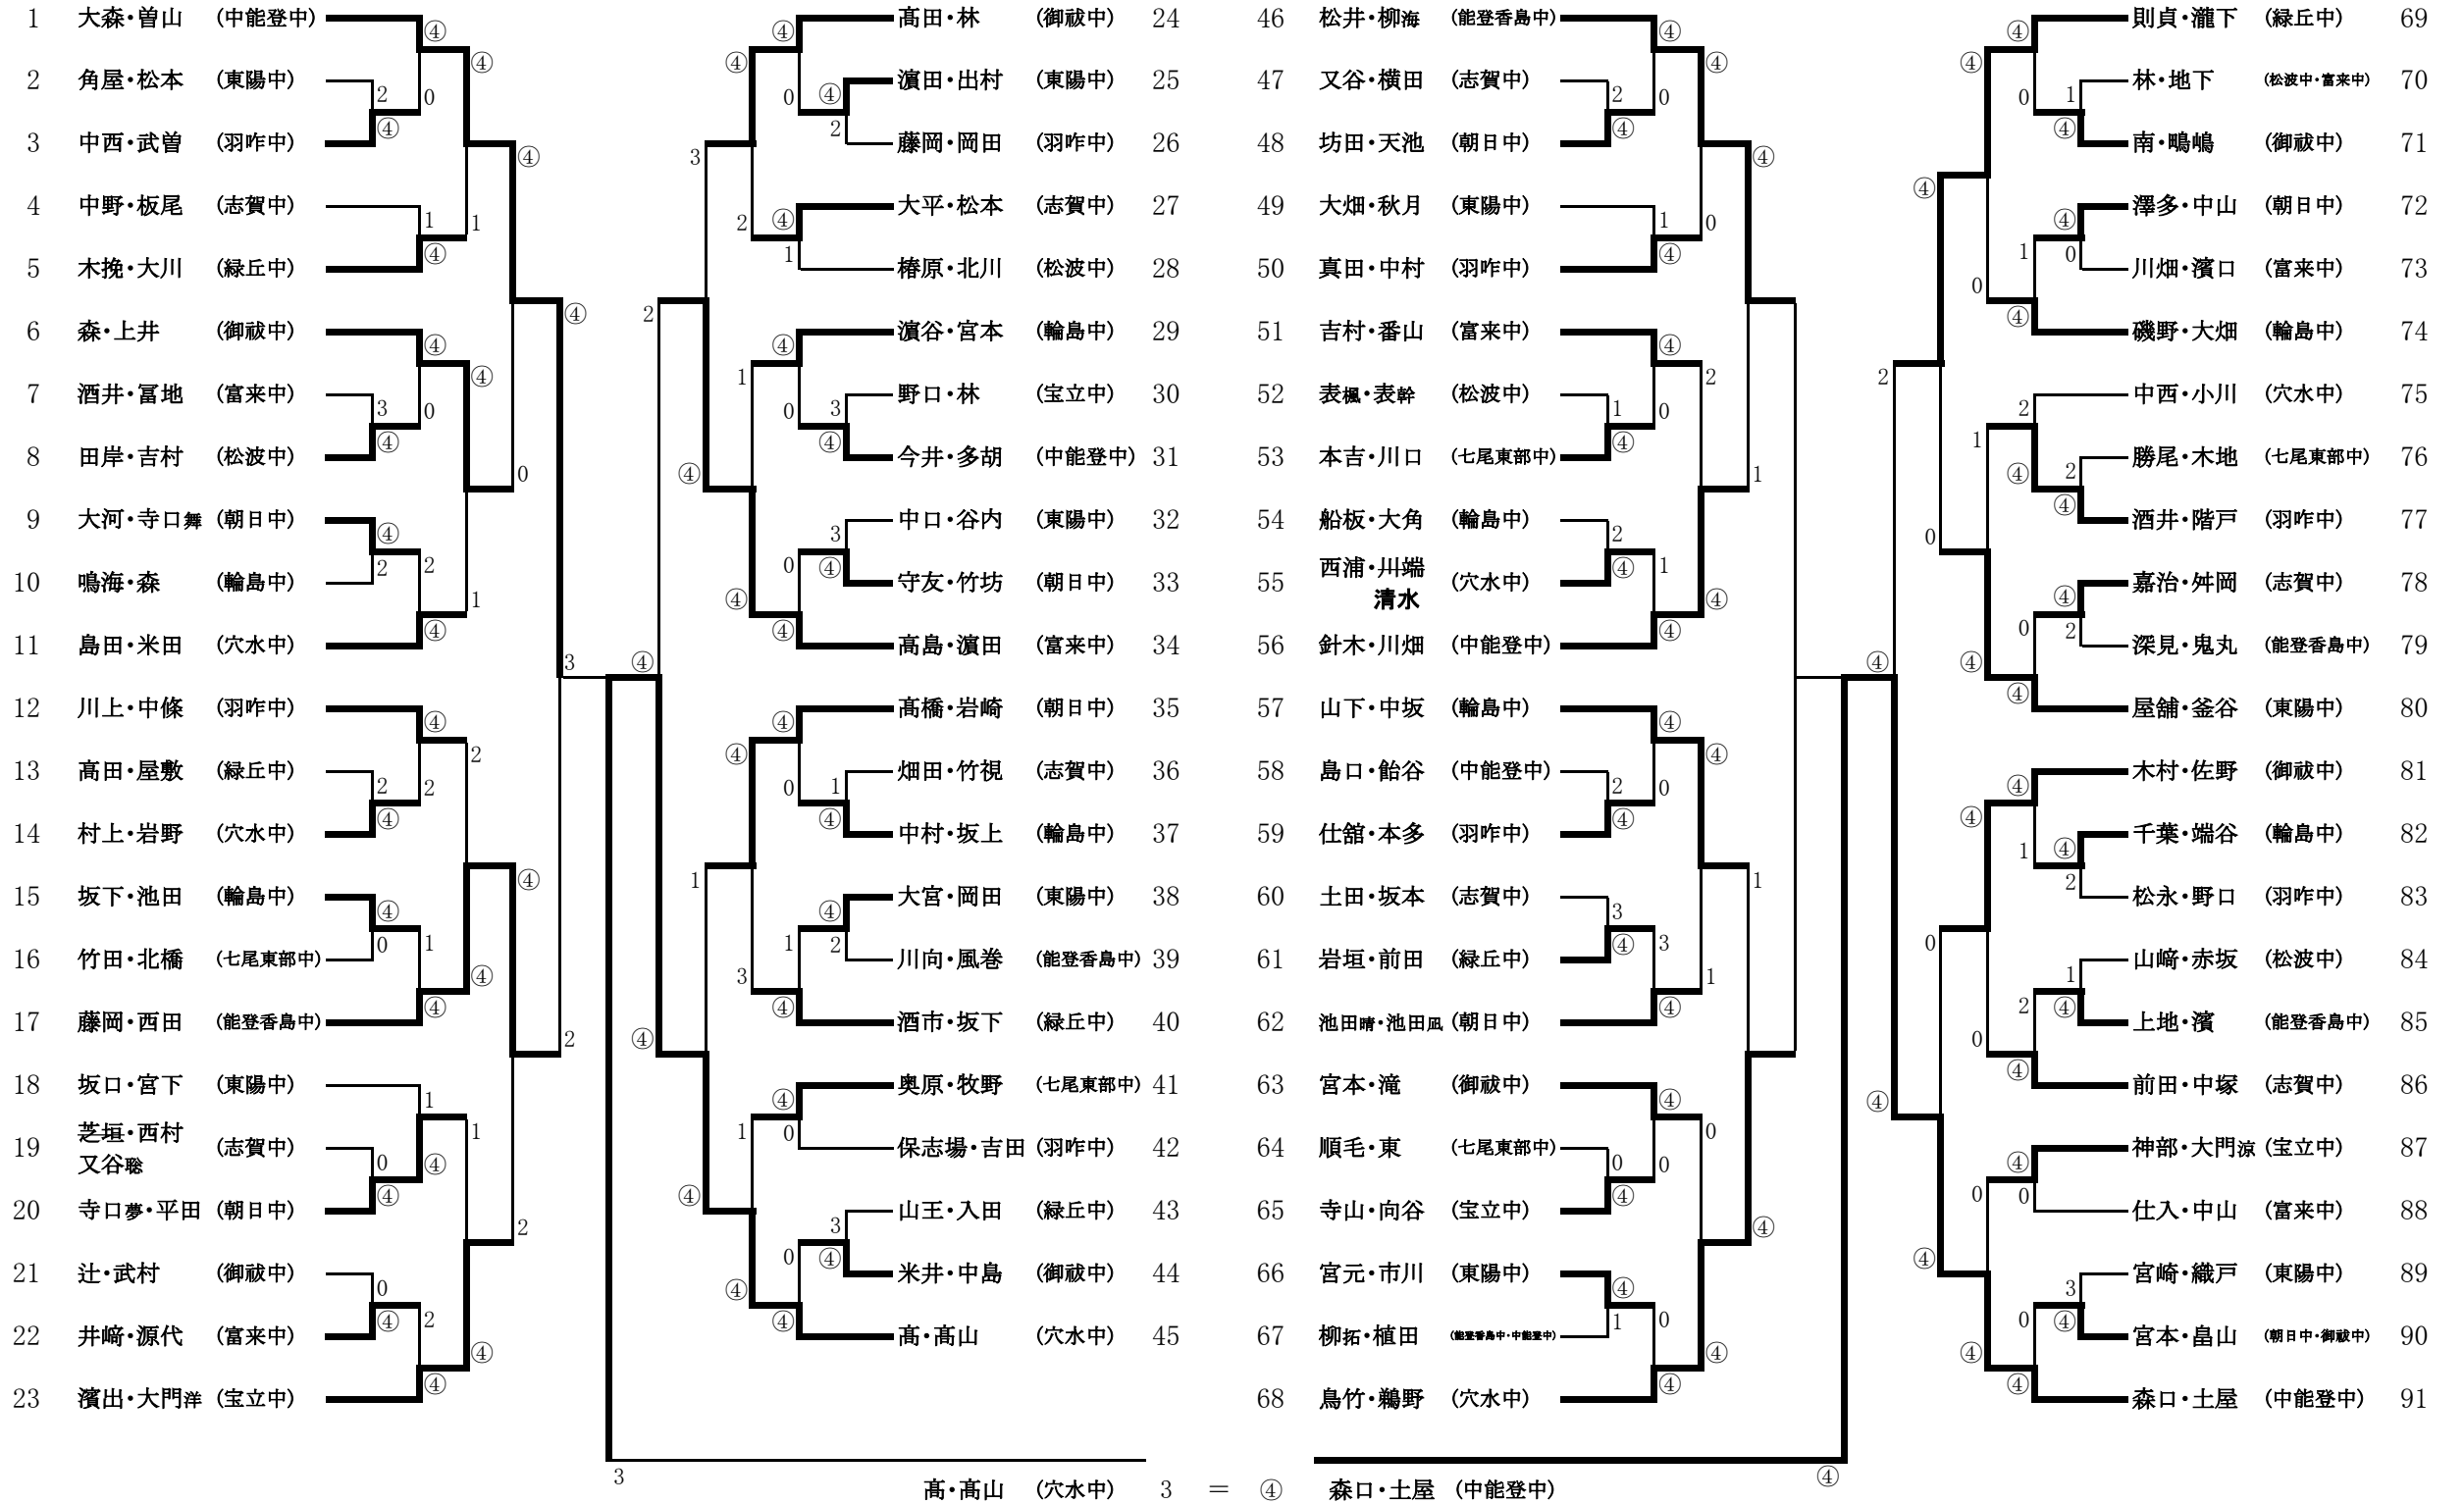 1 大森・曽山 (中能登中)
2 角屋・松本 (東陽中)
3 中西・武曽 (羽咋中)
4 中野・板尾 (志賀中)
5 木挽・大川 (緑丘中)
6 森・上井 (御祓中)
7 酒井・冨地 (富来中)
8 田岸・吉村 (松波中)
9 大河・寺口舞 (朝日中)
10 鳴海・森 (輪島中)
11 島田・米田 (穴水中)
12 川上・中條 (羽咋中)
13 髙田・屋敷 (緑丘中)
14 村上・岩野 (穴水中)
15 坂下・池田 (輪島中)
16 竹田・北橋 (七尾東部中)
17 藤岡・西田 (能登香島中)
18 坂口・宮下 (東陽中)
19 芝垣・西村 (志賀中)
又谷聡
20 寺口夢・平田 (朝日中)
21 辻・武村 (御祓中)
22 井﨑・源代 (富来中)
23 濱出・大門洋 (宝立中)
髙田・林 (御祓中) 24
濵田・出村 (東陽中) 25
藤岡・岡田 (羽咋中) 26
大平・松本 (志賀中) 27
椿原・北川 (松波中) 28
濵谷・宮本 (輪島中) 29
野口・林 (宝立中) 30
今井・多胡 (中能登中) 31
中口・谷内 (東陽中) 32
守友・竹坊 (朝日中) 33
髙島・濵田 (富来中) 34
髙橋・岩崎 (朝日中) 35
畑田・竹視 (志賀中) 36
中村・坂上 (輪島中) 37
大宮・岡田 (東陽中) 38
川向・風巻 (能登香島中) 39
酒市・坂下 (緑丘中) 40
奥原・牧野 (七尾東部中) 41
保志場・吉田 (羽咋中) 42
山王・入田 (緑丘中) 43
米井・中島 (御祓中) 44
髙・髙山 (穴水中) 45
46 松井・柳海 (能登香島中)
47 又谷・横田 (志賀中)
48 坊田・天池 (朝日中)
49 大畑・秋月 (東陽中)
50 真田・中村 (羽咋中)
51 吉村・番山 (富来中)
52 表楓・表幹 (松波中)
53 本吉・川口 (七尾東部中)
54 船板・大角 (輪島中)
55 西浦・川端 (穴水中)
清水
56 針木・川畑 (中能登中)
57 山下・中坂 (輪島中)
58 島口・飴谷 (中能登中)
59 仕舘・本多 (羽咋中)
60 土田・坂本 (志賀中)
61 岩垣・前田 (緑丘中)
62 池田晴・池田凪 (朝日中)
63 宮本・滝 (御祓中)
64 順毛・東 (七尾東部中)
65 寺山・向谷 (宝立中)
66 宮元・市川 (東陽中)
67 柳拓・植田 (能登香島中・中能登中)
68 鳥竹・鵜野 (穴水中)
則貞・瀧下 (緑丘中) 69
林・地下 (松波中・富来中) 70
南・鴫嶋 (御祓中) 71
澤多・中山 (朝日中) 72
川畑・濱口 (富来中) 73
磯野・大畑 (輪島中) 74
中西・小川 (穴水中) 75
勝尾・木地 (七尾東部中) 76
酒井・階戸 (羽咋中) 77
嘉治・舛岡 (志賀中) 78
深見・鬼丸 (能登香島中) 79
屋舗・釜谷 (東陽中) 80
木村・佐野 (御祓中) 81
千葉・端谷 (輪島中) 82
松永・野口 (羽咋中) 83
山﨑・赤坂 (松波中) 84
上地・濱 (能登香島中) 85
前田・中塚 (志賀中) 86
神部・大門涼 (宝立中) 87
仕入・中山 (富来中) 88
宮崎・織戸 (東陽中) 89
宮本・畠山 (朝日中・御祓中) 90
森口・土屋 (中能登中) 91
3 ④
髙・髙山 (穴水中) 3 = ④ 森口・土屋 (中能登中)